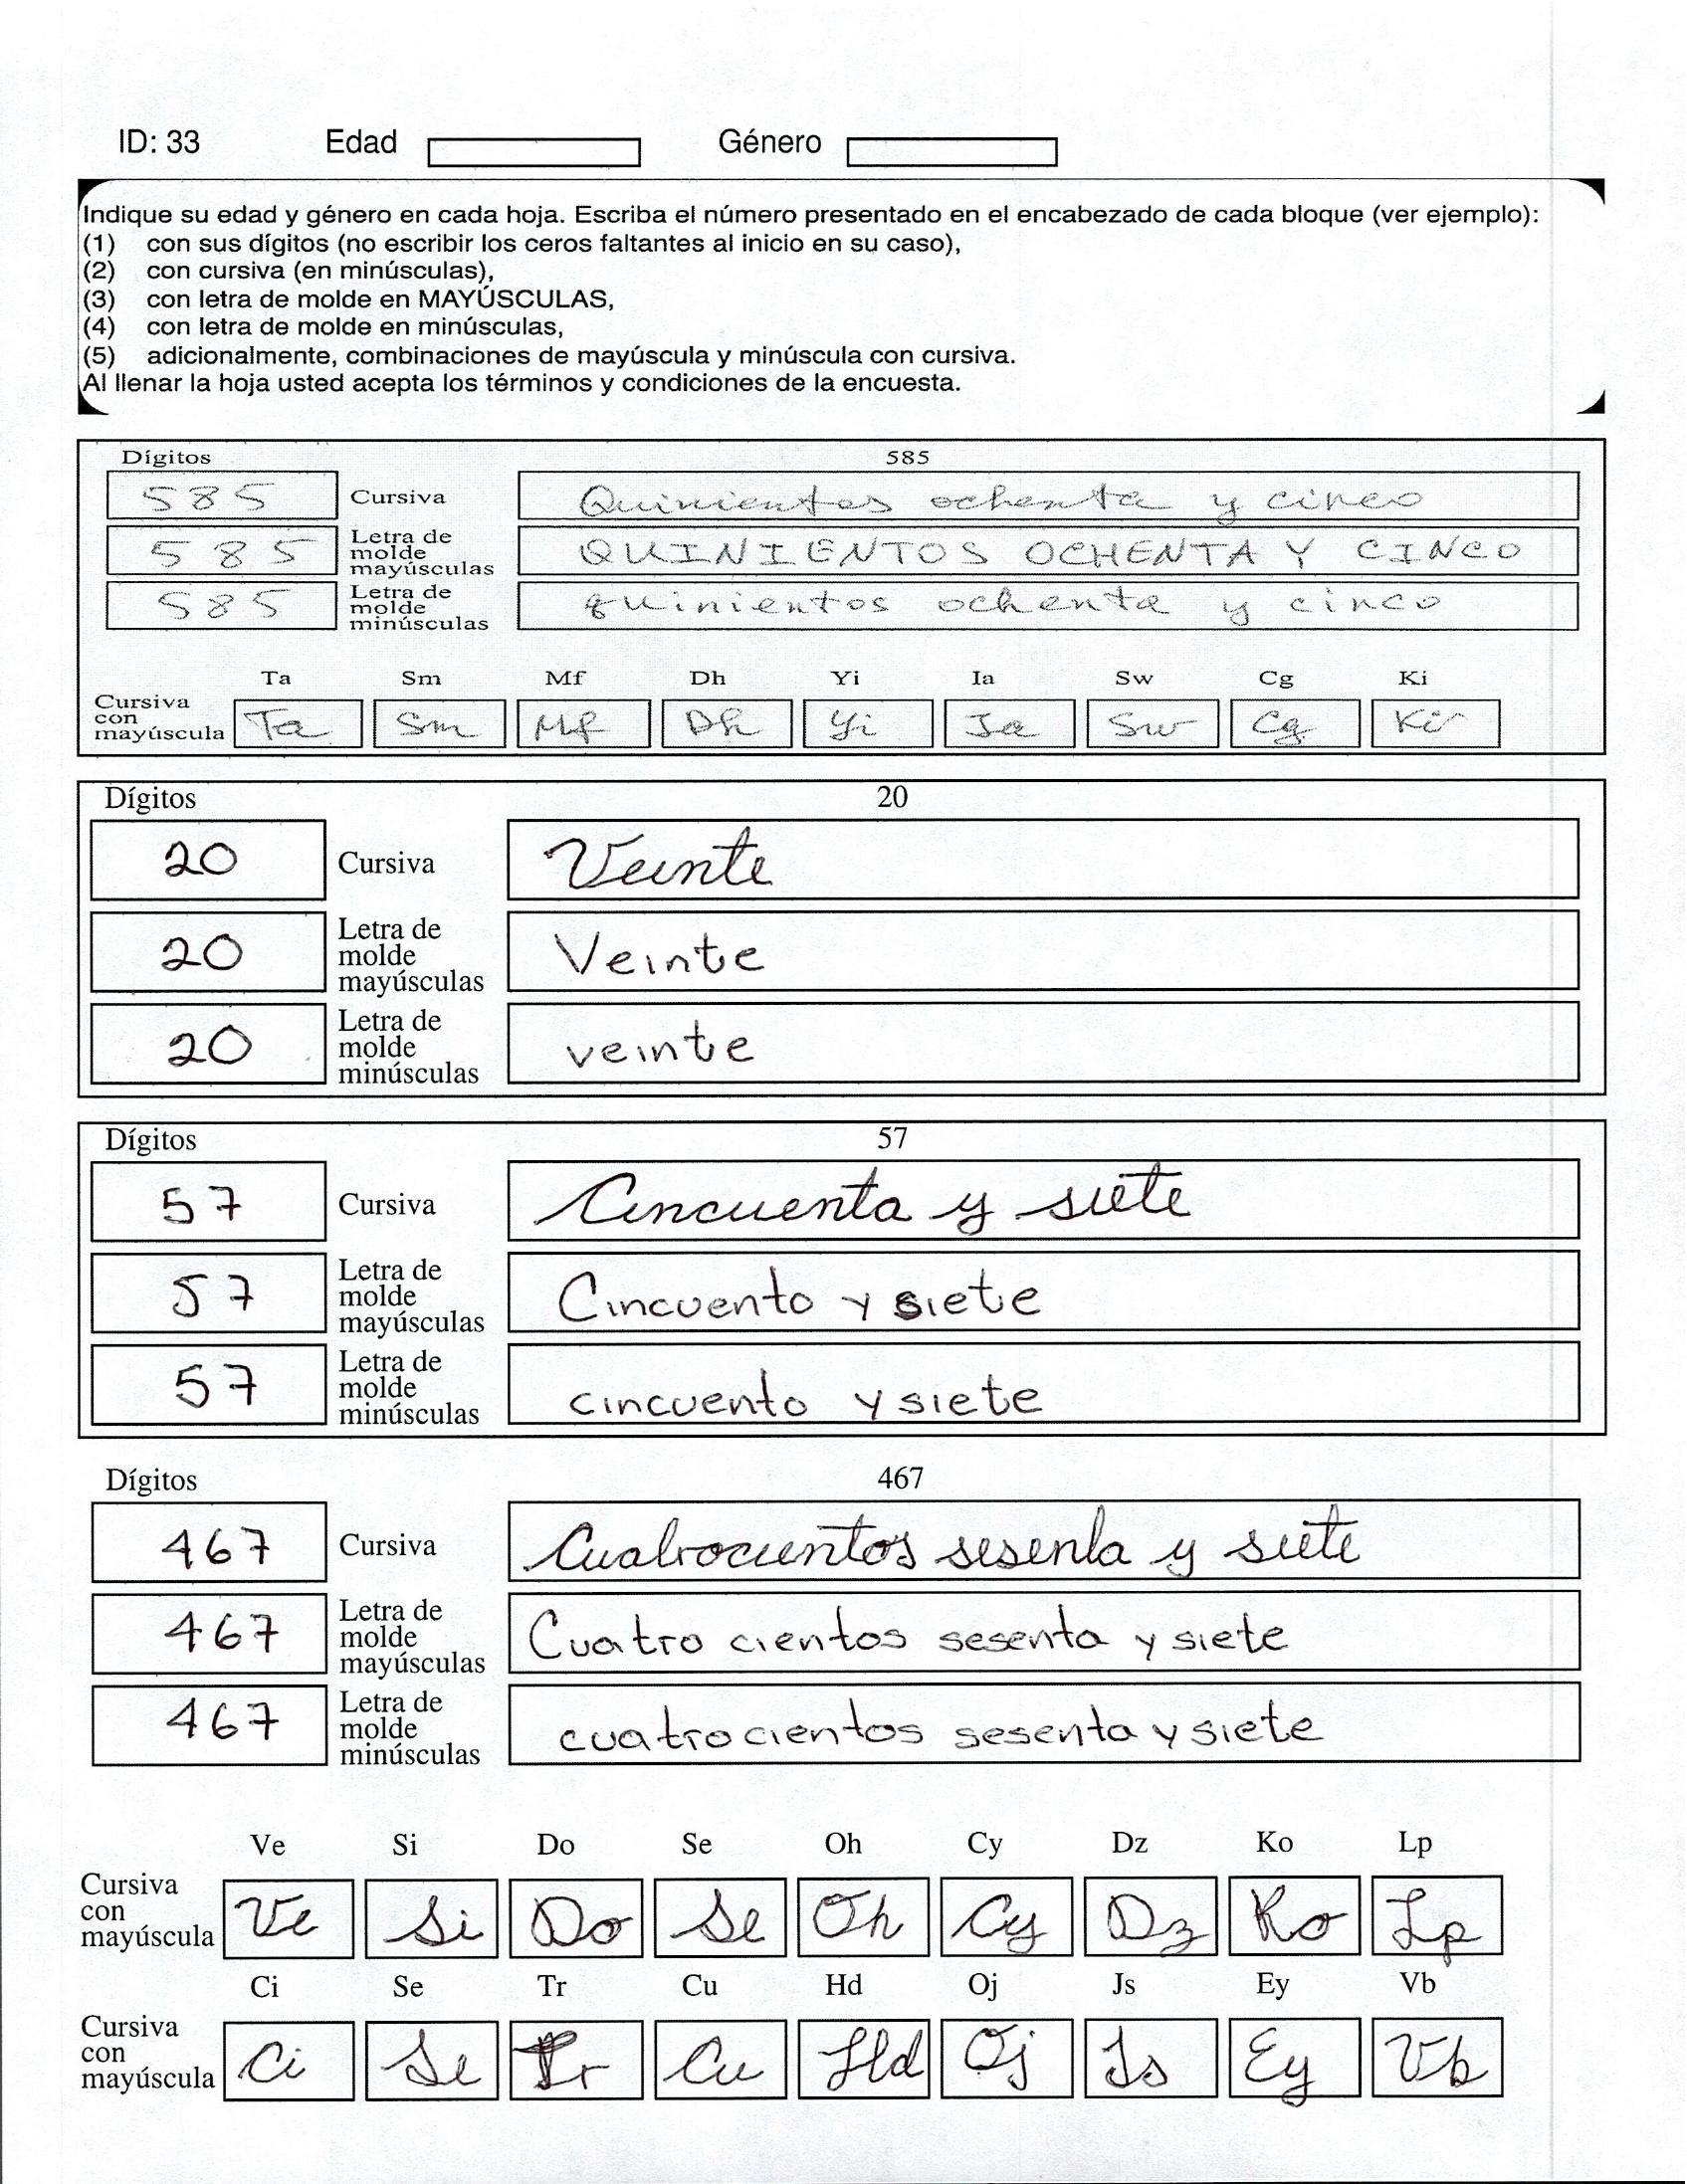 ID: 33 Edad Género
Indique su edad y género en cada hoja. Escriba el número presentado en el encabezado de cada bloque (ver ejemplo):
(1) con sus dígitos (no escribir los ceros faltantes al inicio en su caso),
(2) con cursiva (en minúsculas),
(3) con letra de molde en MAYÚSCULAS,
(4) con letra de molde en minúsculas,
(5) adicionalmente, combinaciones de mayúscula y minúscula con cursiva.
Al llenar la hoja usted acepta los términos y condiciones de la encuesta.
Dígitos 585
585 Cursiva Quinientos ochenta y cinco
585 Letra de molde mayúsculas QUINIENTOS OCHENTA Y CINCO
585 Letra de molde minúsculas quinientos ochenta y cinco
Ta Sm Mf Dh Yi Ia Sw Cg Ki
Cursiva con mayúscula Ta Sm Mf Dh Yi Ia Sw Cg Ki
Dígitos 20
20 Cursiva Veinte
20 Letra de molde mayúsculas Veinte
20 Letra de molde minúsculas veinte
Dígitos 57
57 Cursiva Cincuenta y siete
57 Letra de molde mayúsculas Cincuenta y siete
57 Letra de molde minúsculas cincuenta y siete
Dígitos 467
467 Cursiva Cuatrocientos sesenta y siete
467 Letra de molde mayúsculas Cuatro cientos sesenta y siete
467 Letra de molde minúsculas cuatrocientos sesenta y siete
Ve Si Do Se Oh Cy Dz Ko Lp
Cursiva con mayúscula Ve Si Do Se Oh Cy Dz Ko Lp
Ci Se Tr Cu Hd Oj Js Ey Vb
Cursiva con mayúscula Ci Se Tr Cu Hd Oj Js Ey Vb